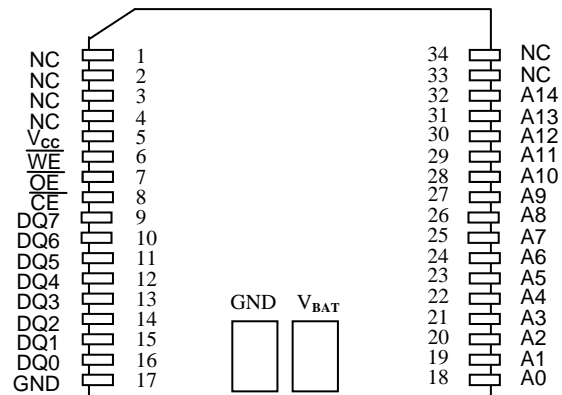 NC 1 34 NC
NC 2 33 NC
NC 3 32 A14
NC 4 31 A13
VCC 5 30 A12
WE 6 29 A11
OE 7 28 A10
CE 8 27 A9
DQ7 9 26 A8
DQ6 10 25 A7
DQ5 11 24 A6
DQ4 12 23 A5
DQ3 13 22 A4
DQ2 14 21 A3
DQ1 15 20 A2
DQ0 16 19 A1
GND 17 18 A0
GND VBAT